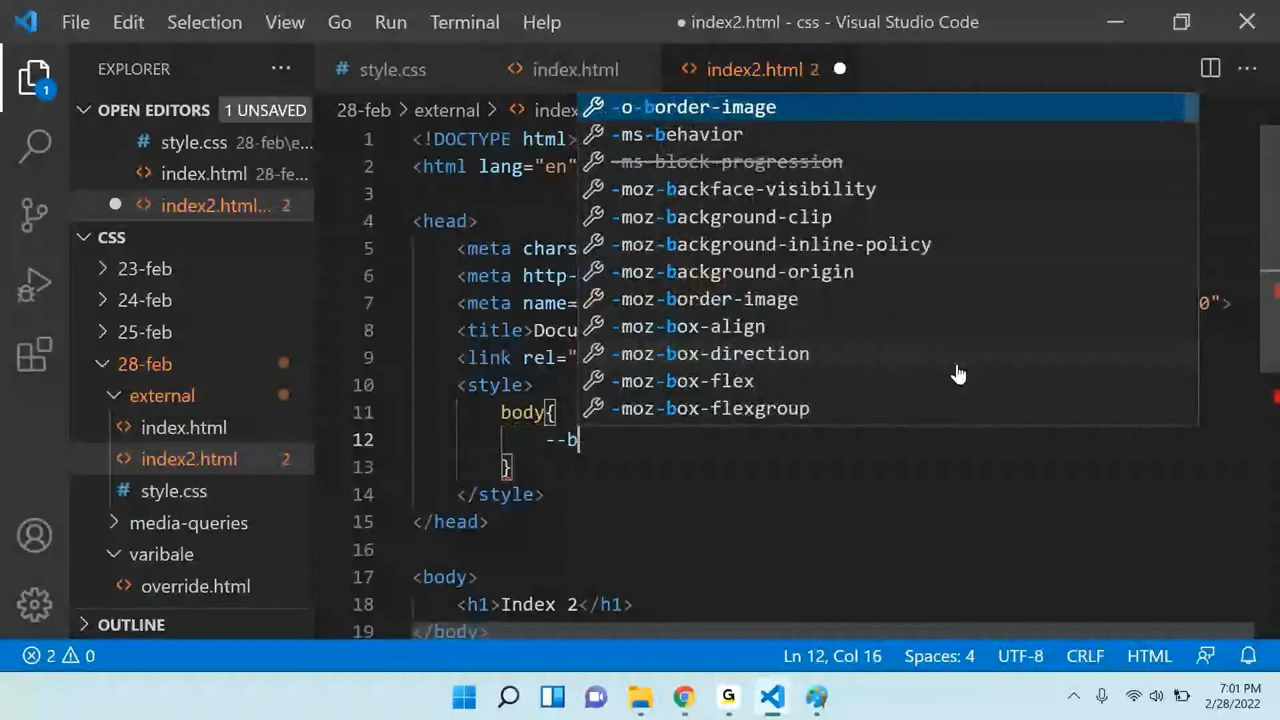 File Edit Selection View Go Run Terminal Help ● index2.html - css - Visual Studio Code
EXPLORER ···
# style.css <> index.html <> index2.html 2 ●
1
OPEN EDITORS 1 UNSAVED
# style.css 28-feb\e...
<> index.html 28-fe...
● <> index2.html... 2
CSS
23-feb
24-feb
25-feb
28-feb
external
<> index.html
<> index2.html 2
# style.css
media-queries
varibale
<> override.html
OUTLINE
28-feb > external > <> index
1 <!DOCTYPE html>
2 <html lang="en"
3
4 <head>
5 <meta chars
6 <meta http-
7 <meta name= 0">
8 <title>Docu
9 <link rel="
10 <style>
11 body{
12 --b
13 }
14 </style>
15 </head>
16
17 <body>
18 <h1>Index 2</h1>
19 </body>
-o-border-image
-ms-behavior
-ms-block-progression
-moz-backface-visibility
-moz-background-clip
-moz-background-inline-policy
-moz-background-origin
-moz-border-image
-moz-box-align
-moz-box-direction
-moz-box-flex
-moz-box-flexgroup
2 0 Ln 12, Col 16 Spaces: 4 UTF-8 CRLF HTML
G
7:01 PM
2/28/2022